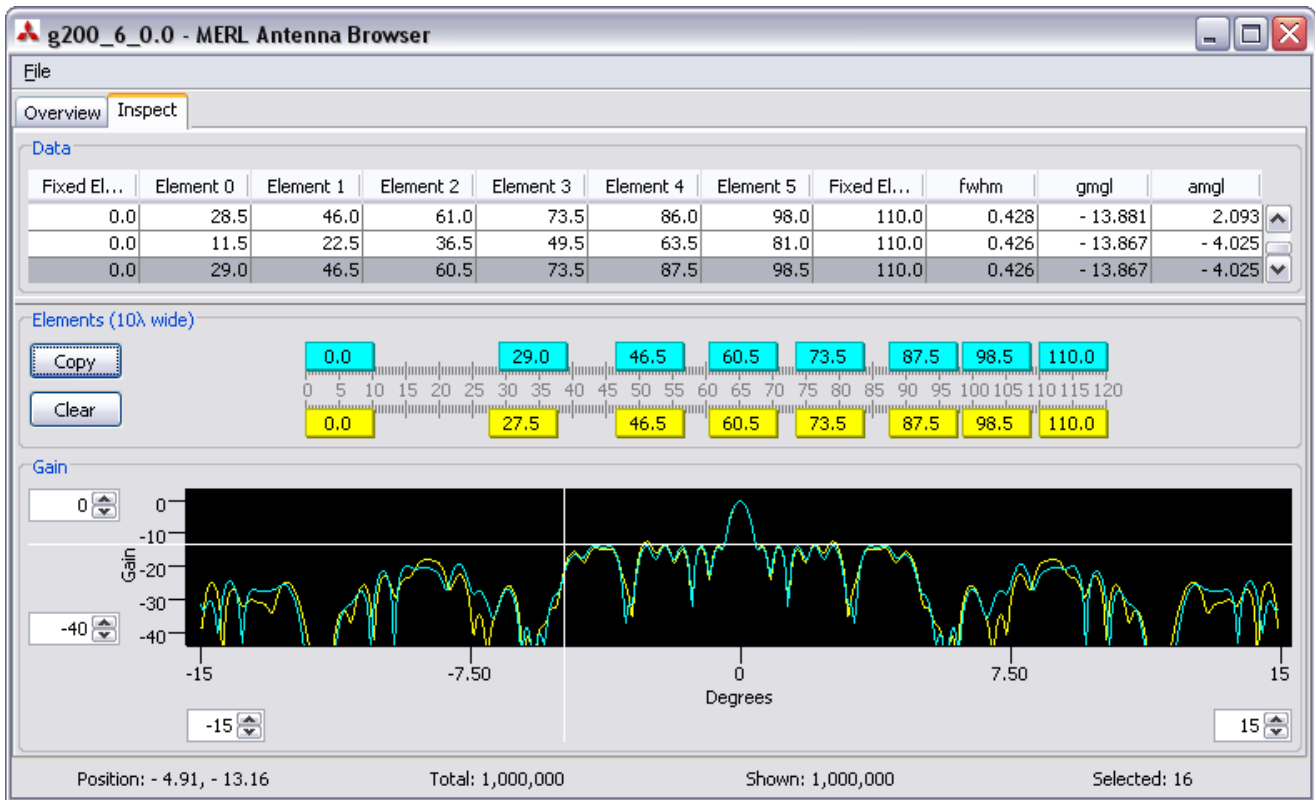 g200_6_0.0 - MERL Antenna Browser
File
Overview Inspect
Data
Fixed El... Element 0 Element 1 Element 2 Element 3 Element 4 Element 5 Fixed El... fwhm gmgl amgl
0.0 28.5 46.0 61.0 73.5 86.0 98.0 110.0 0.428 - 13.881 2.093
0.0 11.5 22.5 36.5 49.5 63.5 81.0 110.0 0.426 - 13.867 - 4.025
0.0 29.0 46.5 60.5 73.5 87.5 98.5 110.0 0.426 - 13.867 - 4.025
Elements (10λ wide)
Copy
0.0 29.0 46.5 60.5 73.5 87.5 98.5 110.0
0 5 10 15 20 25 30 35 40 45 50 55 60 65 70 75 80 85 90 95 100 105 110 115 120
Clear
0.0 27.5 46.5 60.5 73.5 87.5 98.5 110.0
Gain
0
0
-10
-20
-30
-40
Gain
-40
-15 -7.50 0 7.50 15
Degrees
-15 15
Position: - 4.91, - 13.16 Total: 1,000,000 Shown: 1,000,000 Selected: 16